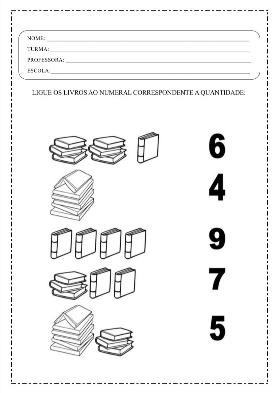 NOME:
TURMA:
PROFESSORA:
ESCOLA:
LIGUE OS LIVROS AO NUMERAL CORRESPONDENTE A QUANTIDADE:
6
4
9
7
5